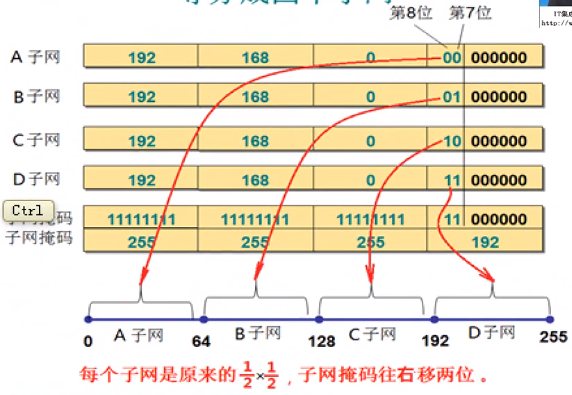 第8位 第7位
A 子网 192 168 0 00 000000
B 子网 192 168 0 01 000000
C 子网 192 168 0 10 000000
D 子网 192 168 0 11 000000
Ctrl
11111111 11111111 11111111 11 000000
子网掩码 255 255 255 192
0 A 子网 64 B 子网 128 C 子网 192 D 子网 255
每个子网是原来的 1/2 × 1/2 ，子网掩码往右移两位 。